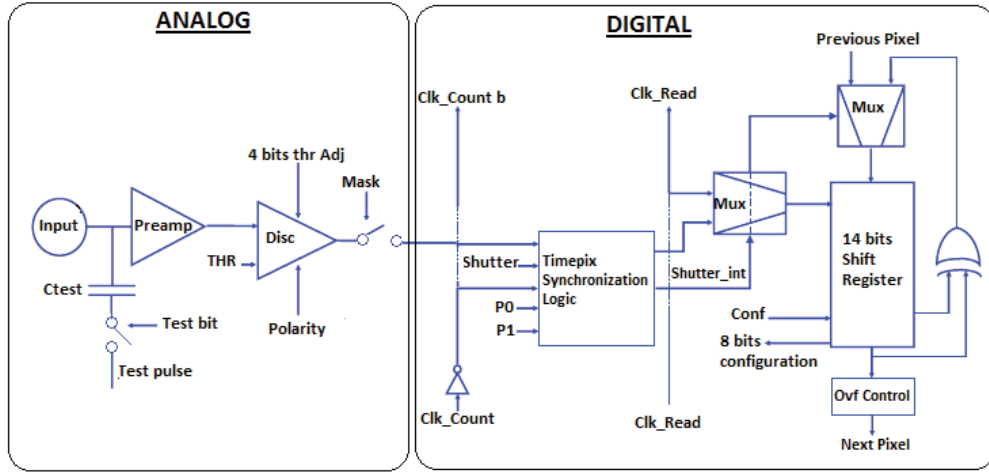 ANALOG
DIGITAL
Previous Pixel
Clk_Count b
Clk_Read
Mux
4 bits thr Adj
Mask
Input
Preamp
Disc
Mux
THR
Shutter
Timepix
Synchronization
Logic
14 bits
Shift
Register
Ctest
Shutter_int
P0
P1
Conf
Test bit
Polarity
8 bits
configuration
Test pulse
Ovf Control
Clk_Count
Clk_Read
Next Pixel